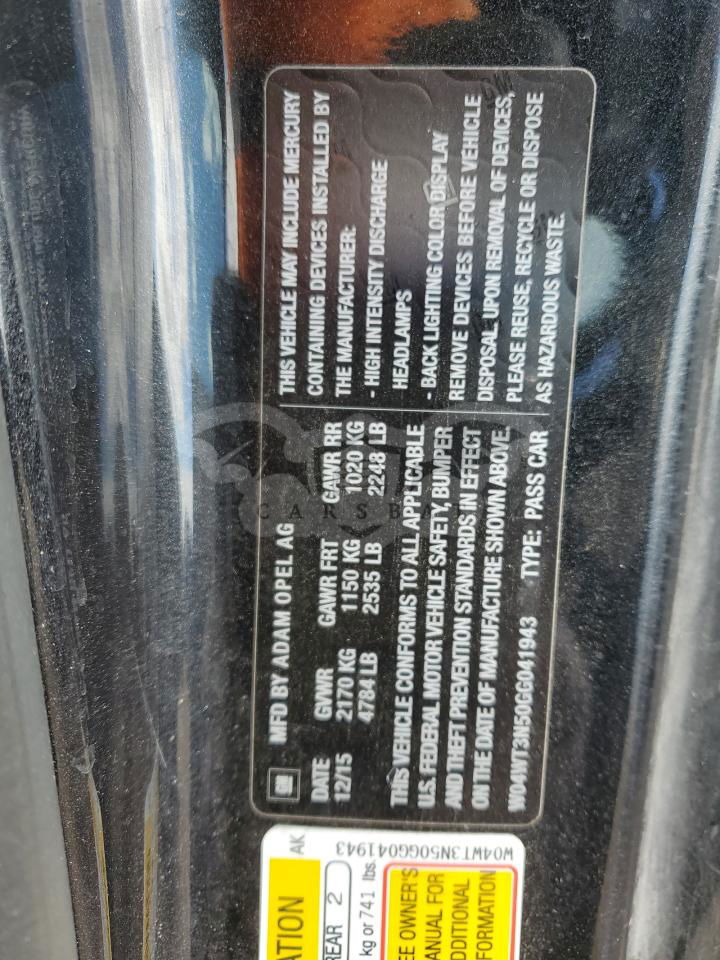 GM
MFD BY ADAM OPEL AG
DATE GVWR GAWR FRT GAWR RR
12/15 2170 KG 1150 KG 1020 KG
4784 LB 2535 LB 2248 LB
THIS VEHICLE CONFORMS TO ALL APPLICABLE
U.S. FEDERAL MOTOR VEHICLE SAFETY, BUMPER
AND THEFT PREVENTION STANDARDS IN EFFECT
ON THE DATE OF MANUFACTURE SHOWN ABOVE.
W04WT3N50GG041943 TYPE: PASS CAR
THIS VEHICLE MAY INCLUDE MERCURY
CONTAINING DEVICES INSTALLED BY
THE MANUFACTURER:
- HIGH INTENSITY DISCHARGE
HEADLAMPS
- BACK LIGHTING COLOR DISPLAY
REMOVE DEVICES BEFORE VEHICLE
DISPOSAL. UPON REMOVAL OF DEVICES,
PLEASE REUSE, RECYCLE OR DISPOSE
AS HAZARDOUS WASTE.
CARSBA
ATION
AK
REAR 2
kg or 741 lbs.
W04WT3N50GG041943
EE OWNER'S
ANUAL FOR
DDITIONAL
FORMATION